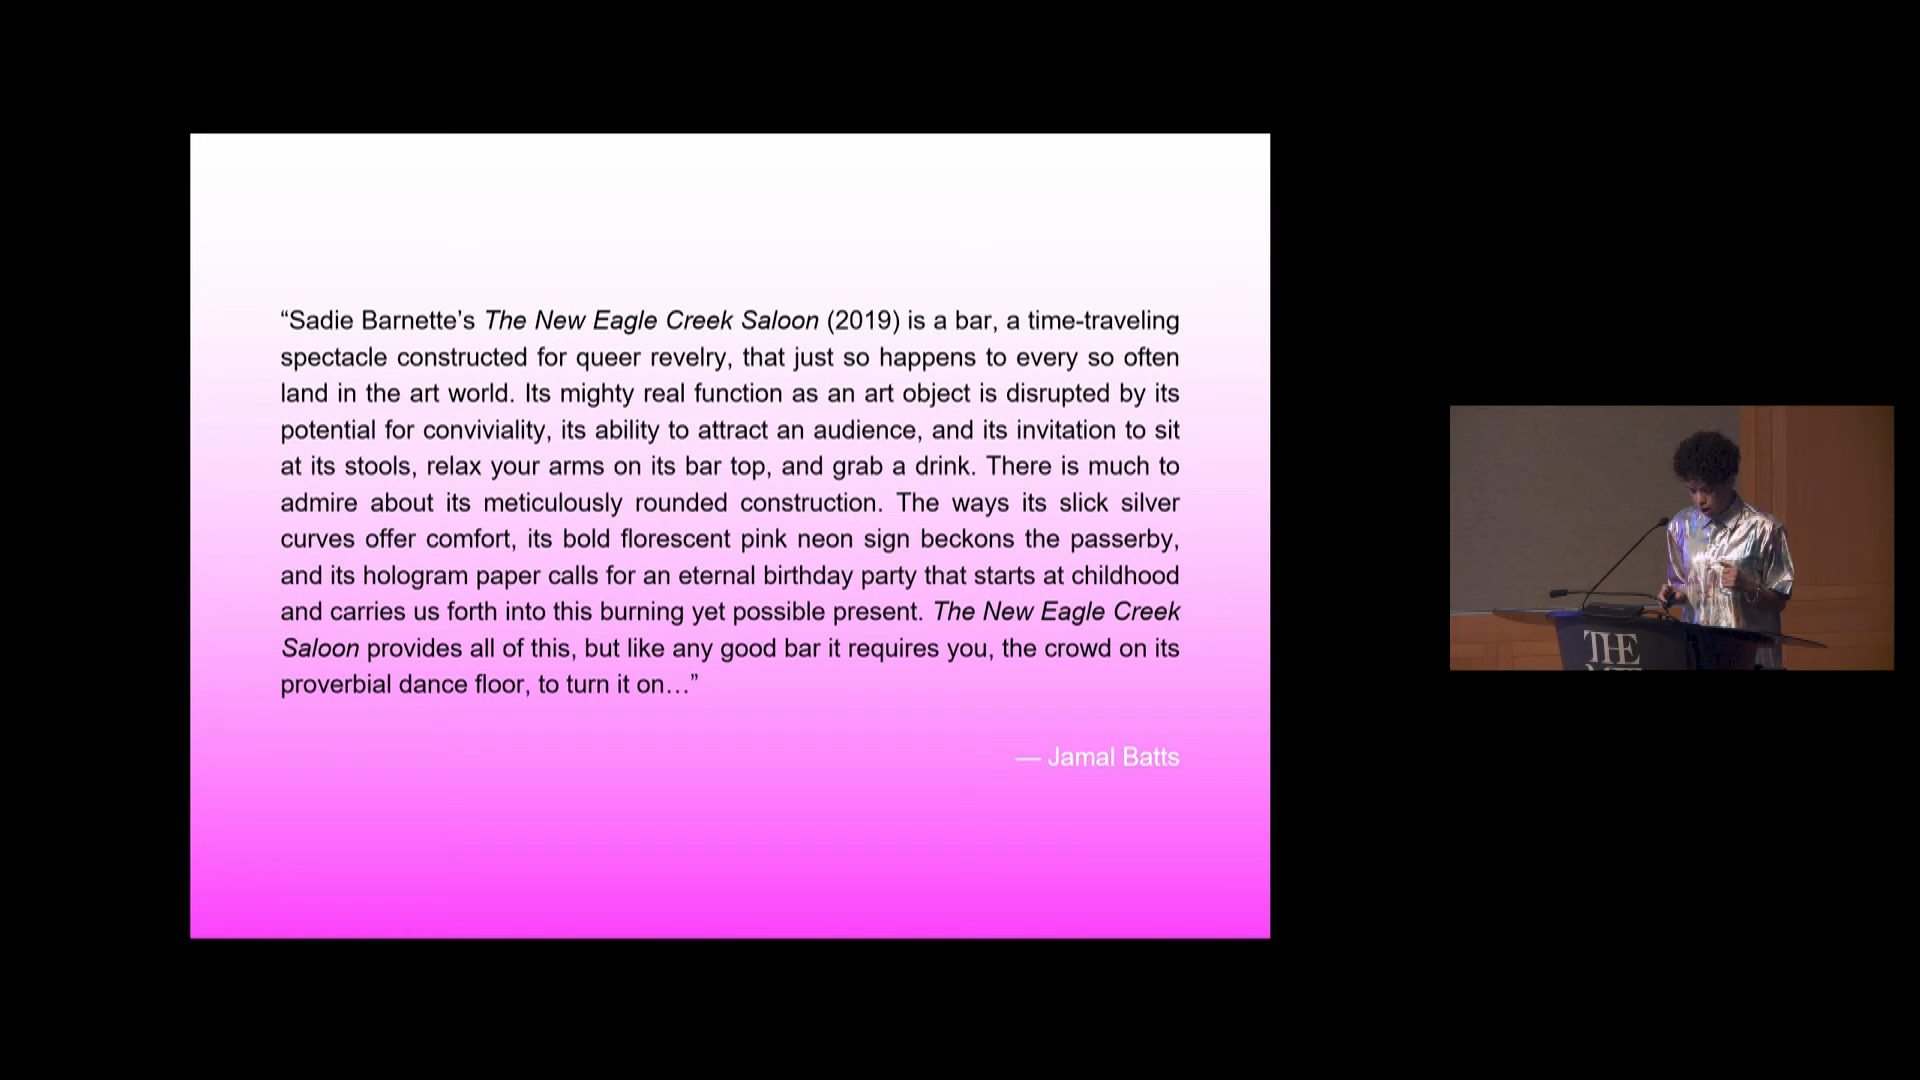 “Sadie Barnette’s The New Eagle Creek Saloon (2019) is a bar, a time-traveling
spectacle constructed for queer revelry, that just so happens to every so often
land in the art world. Its mighty real function as an art object is disrupted by its
potential for conviviality, its ability to attract an audience, and its invitation to sit
at its stools, relax your arms on its bar top, and grab a drink. There is much to
admire about its meticulously rounded construction. The ways its slick silver
curves offer comfort, its bold florescent pink neon sign beckons the passerby,
and its hologram paper calls for an eternal birthday party that starts at childhood
and carries us forth into this burning yet possible present. The New Eagle Creek
Saloon provides all of this, but like any good bar it requires you, the crowd on its
proverbial dance floor, to turn it on…”
— Jamal Batts
THE